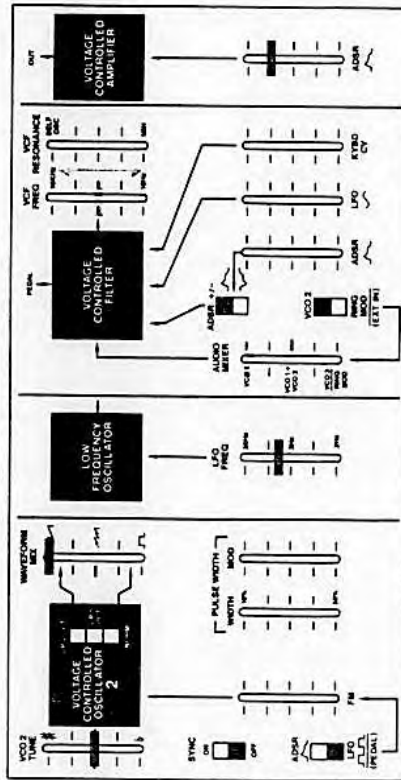 VCO 2
TUNE
VOLTAGE
CONTROLLED
OSCILLATOR
2
WAVEFORM
MIX
SYNC
ON
OFF
ADSR
LFO
(PEDAL)
FM
PULSE WIDTH
WIDTH
MOD
LOW
FREQUENCY
OSCILLATOR
LFO
FREQ
PEDAL
VOLTAGE
CONTROLLED
FILTER
VCF
FREQ
VCF
RESONANCE
SELF
OSC
MIN
AUDIO
MIXER
VCO 1
VCO 1 +
VCO 2
VCO 2
RING
MOD
ADSR +/-
VCO 2
RING
MOD
(EXT IN)
ADSR
LFO
KYBD
CV
OUT
VOLTAGE
CONTROLLED
AMPLIFIER
ADSR